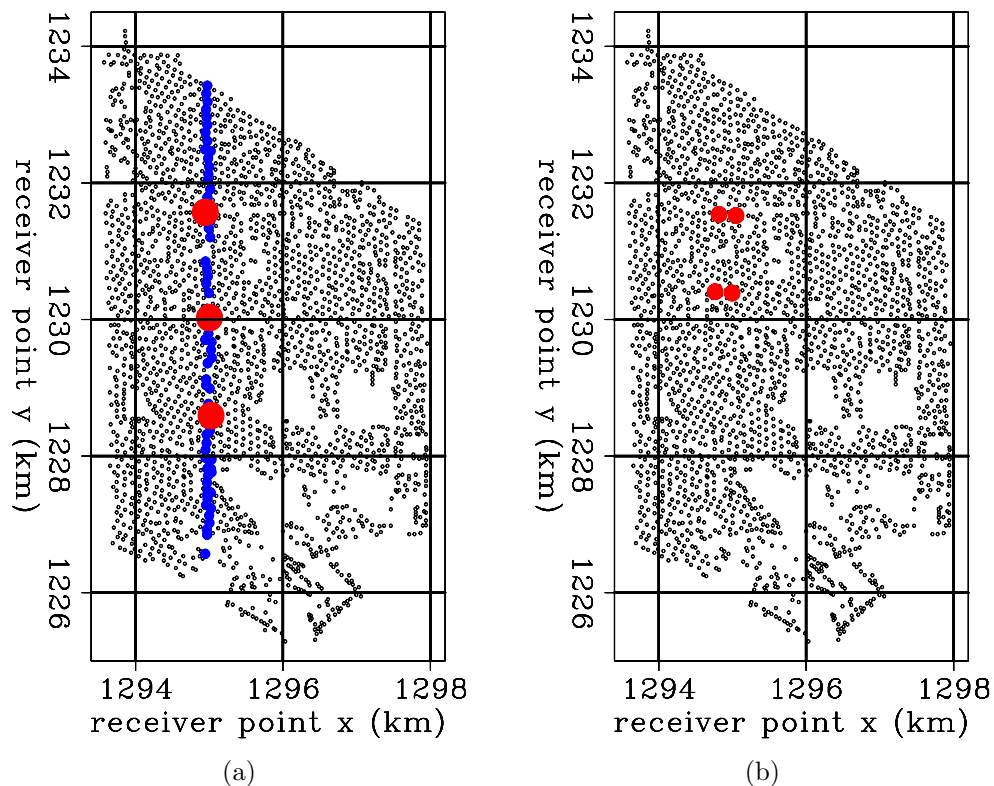 1234
1232
1230
1228
1226
receiver point y (km)
1294 1296 1298
receiver point x (km)
(a)
1234
1232
1230
1228
1226
receiver point y (km)
1294 1296 1298
receiver point x (km)
(b)